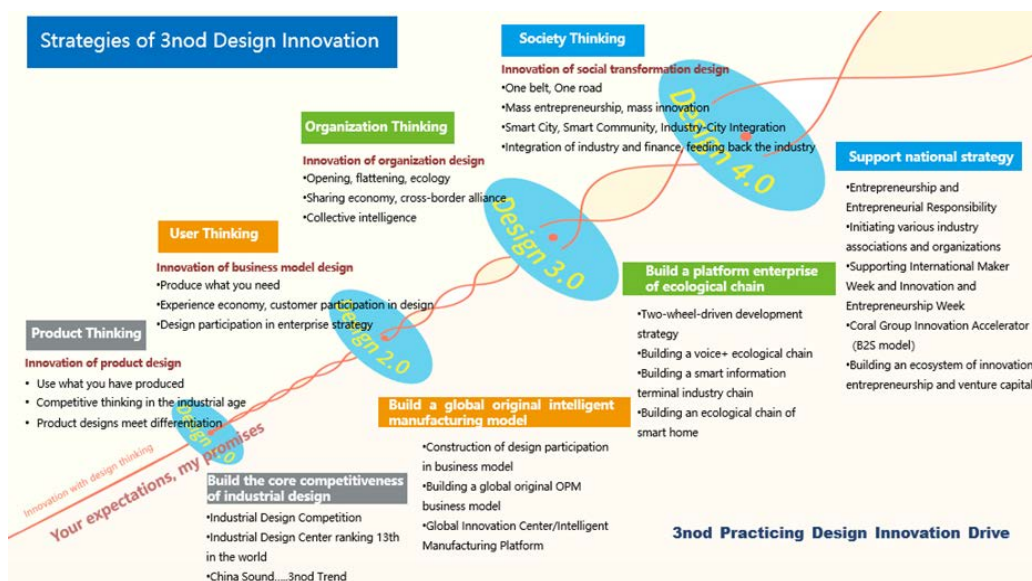 Strategies of 3nod Design Innovation
Society Thinking
Innovation of social transformation design
•One belt, One road
•Mass entrepreneurship, mass innovation
•Smart City, Smart Community, Industry-City Integration
•Integration of industry and finance, feeding back the industry
Design 4.0
Organization Thinking
Innovation of organization design
•Opening, flattening, ecology
•Sharing economy, cross-border alliance
•Collective intelligence
Design 3.0
User Thinking
Innovation of business model design
•Produce what you need
•Experience economy, customer participation in design
•Design participation in enterprise strategy
Design 2.0
Product Thinking
Innovation of product design
• Use what you have produced
• Competitive thinking in the industrial age
• Product designs meet differentiation
Design 1.0
Innovation with design thinking
Your expectations, my promises
Build the core competitiveness
of industrial design
•Industrial Design Competition
•Industrial Design Center ranking 13th
in the world
•China Sound.....3nod Trend
Build a global original intelligent
manufacturing model
•Construction of design participation
in business model
•Building a global original OPM
business model
•Global Innovation Center/Intelligent
Manufacturing Platform
Build a platform enterprise
of ecological chain
•Two-wheel-driven development
strategy
•Building a voice+ ecological chain
•Building a smart information
terminal industry chain
•Building an ecological chain of
smart home
Support national strategy
•Entrepreneurship and
Entrepreneurial Responsibility
•Initiating various industry
associations and organizations
•Supporting International Maker
Week and Innovation and
Entrepreneurship Week
•Coral Group Innovation Accelerator
(B2S model)
•Building an ecosystem of innovation,
entrepreneurship and venture capital
3nod Practicing Design Innovation Drive